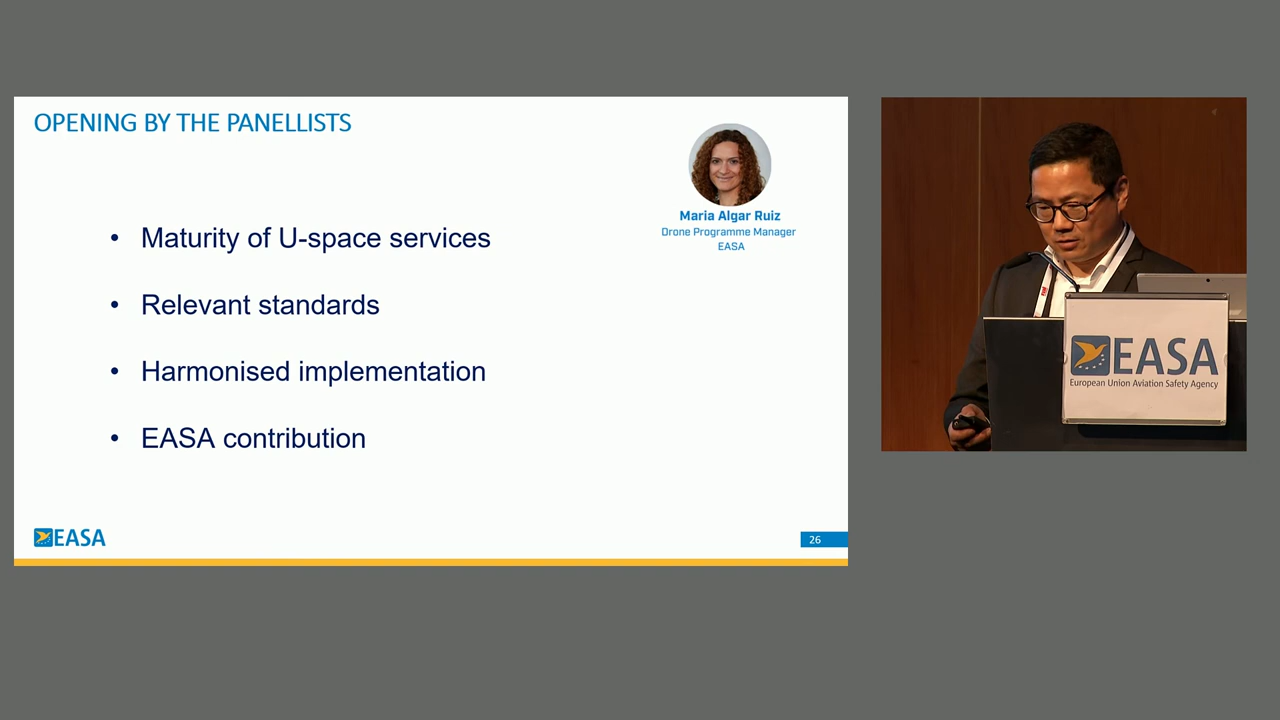 OPENING BY THE PANELLISTS
Maria Algar Ruiz
Drone Programme Manager
EASA
• Maturity of U-space services
• Relevant standards
• Harmonised implementation
• EASA contribution
EASA
26
EASA
European Union Aviation Safety Agency